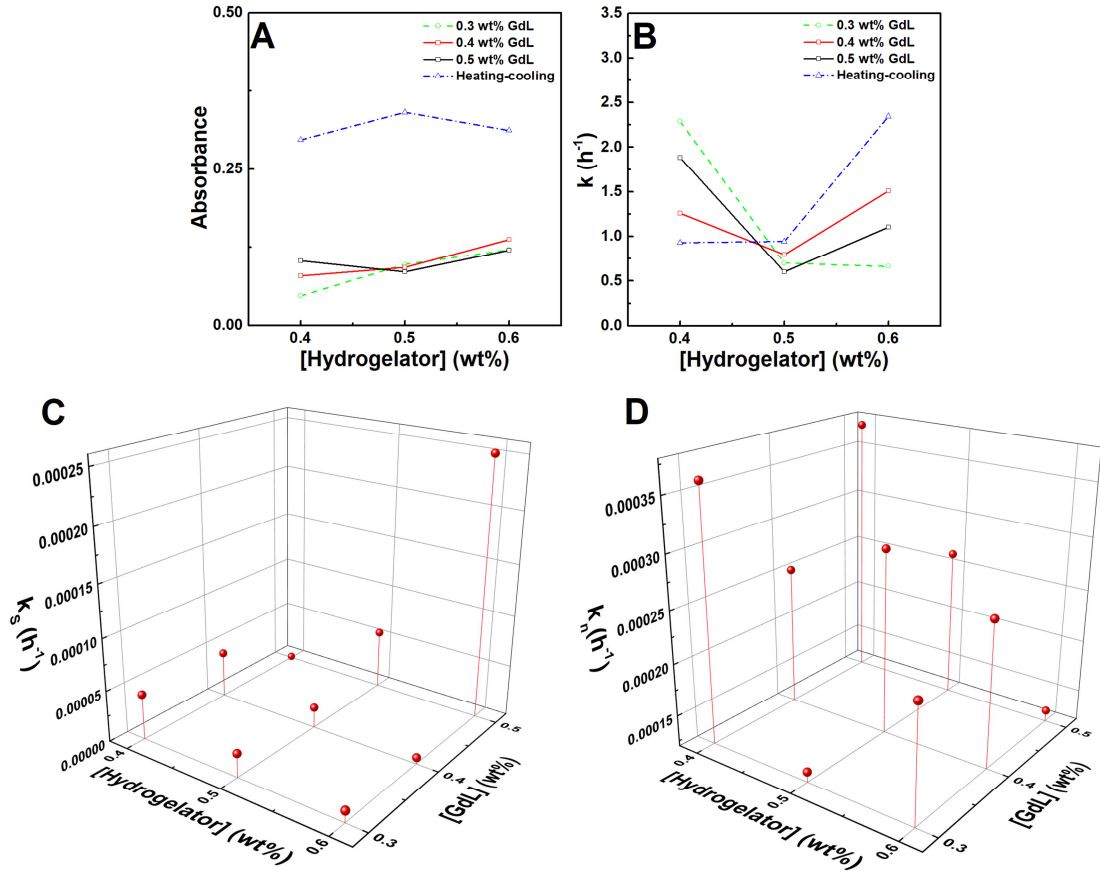 A
0.50
0.25
0.00
Absorbance
0.3 wt% GdL
0.4 wt% GdL
0.5 wt% GdL
Heating-cooling
0.4 0.5 0.6
[Hydrogelator] (wt%)
B
3.5
3.0
2.5
2.0
1.5
1.0
0.5
0.0
k (h-1)
0.3 wt% GdL
0.4 wt% GdL
0.5 wt% GdL
Heating-cooling
0.4 0.5 0.6
[Hydrogelator] (wt%)
C
0.00025
0.00020
0.00015
0.00010
0.00005
0.00000
ks (h-1)
0.4
0.5
0.6
[Hydrogelator] (wt%)
0.5
0.4
0.3
[GdL] (wt%)
D
0.00035
0.00030
0.00025
0.00020
0.00015
kn (h-1)
0.4
0.5
0.6
[Hydrogelator] (wt%)
0.5
0.4
0.3
[GdL] (wt%)